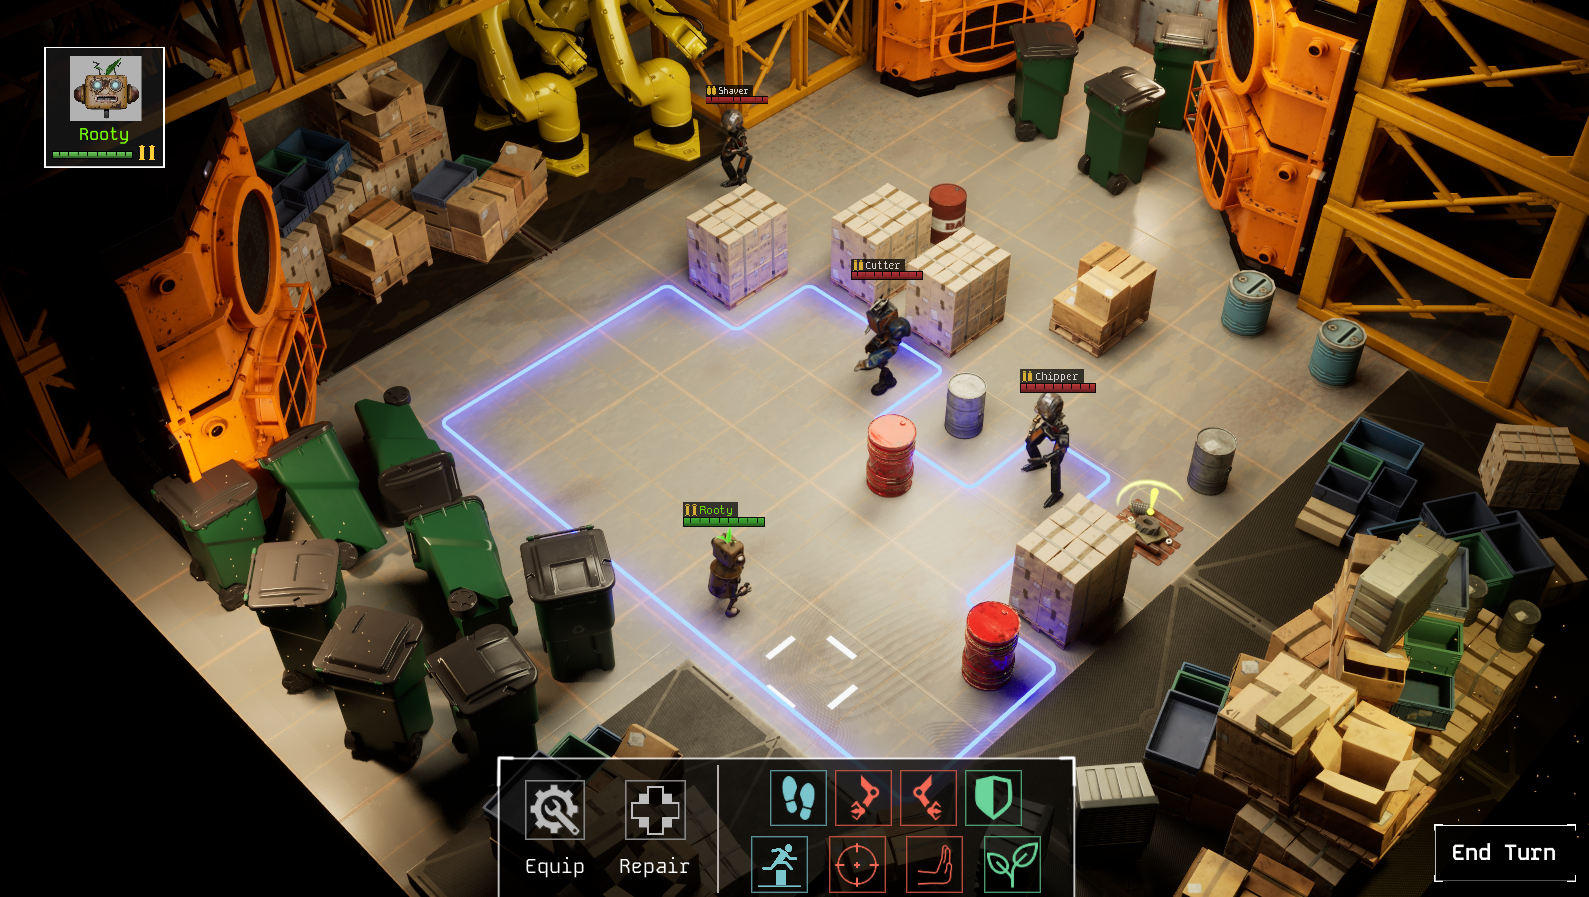 Shaver
Rooty
Cutter
Chipper
Rooty
Equip
Repair
End Turn